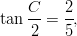 tan C/2 = 2/5,